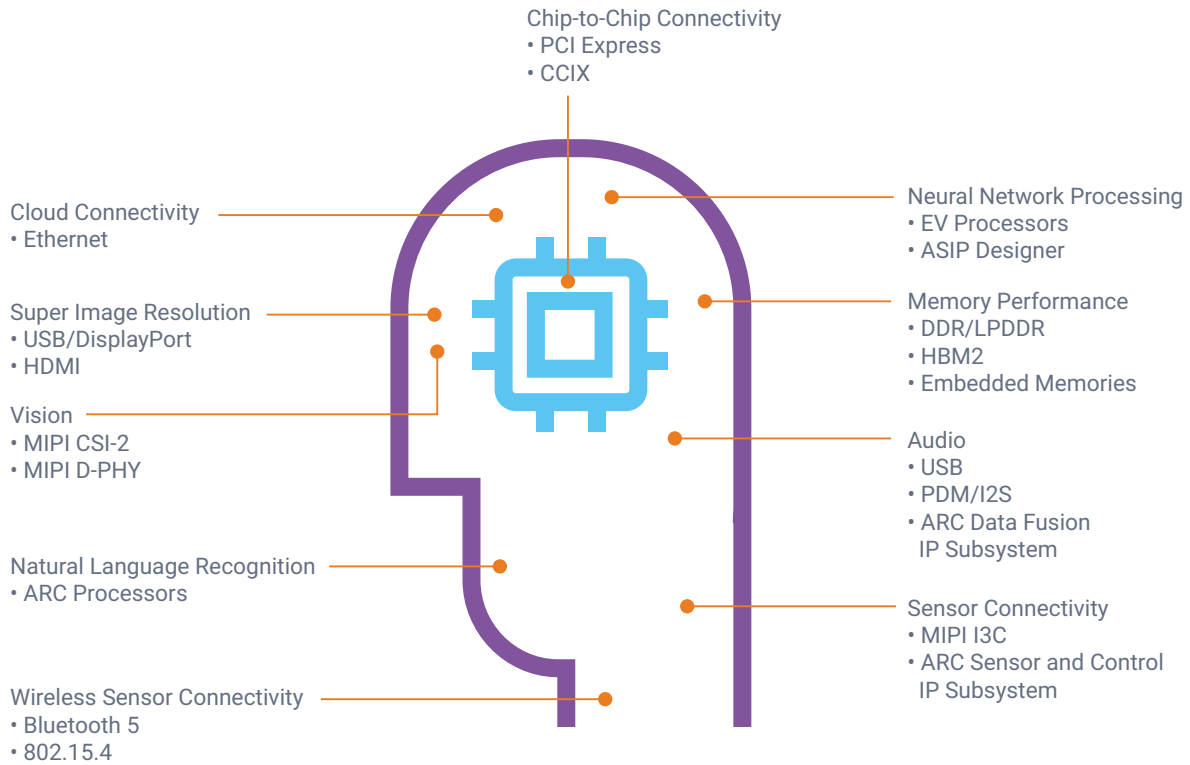 Chip-to-Chip Connectivity
• PCI Express
• CCIX
Cloud Connectivity
• Ethernet
Super Image Resolution
• USB/DisplayPort
• HDMI
Vision
• MIPI CSI-2
• MIPI D-PHY
Natural Language Recognition
• ARC Processors
Wireless Sensor Connectivity
• Bluetooth 5
• 802.15.4
Neural Network Processing
• EV Processors
• ASIP Designer
Memory Performance
• DDR/LPDDR
• HBM2
• Embedded Memories
Audio
• USB
• PDM/I2S
• ARC Data Fusion
IP Subsystem
Sensor Connectivity
• MIPI I3C
• ARC Sensor and Control
IP Subsystem